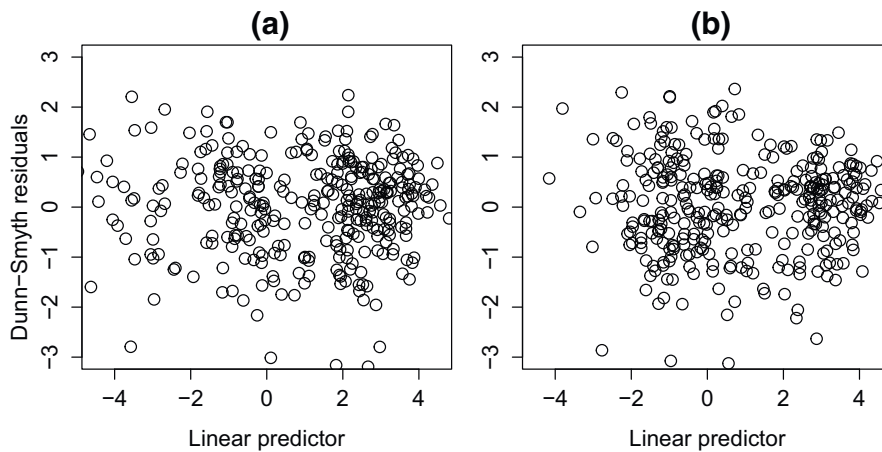 (a) (b)
Dunn−Smyth residuals
3 3
2 2
1 1
0 0
−1 −1
−2 −2
−3 −3
−4 −2 0 2 4 −4 −2 0 2 4
Linear predictor Linear predictor